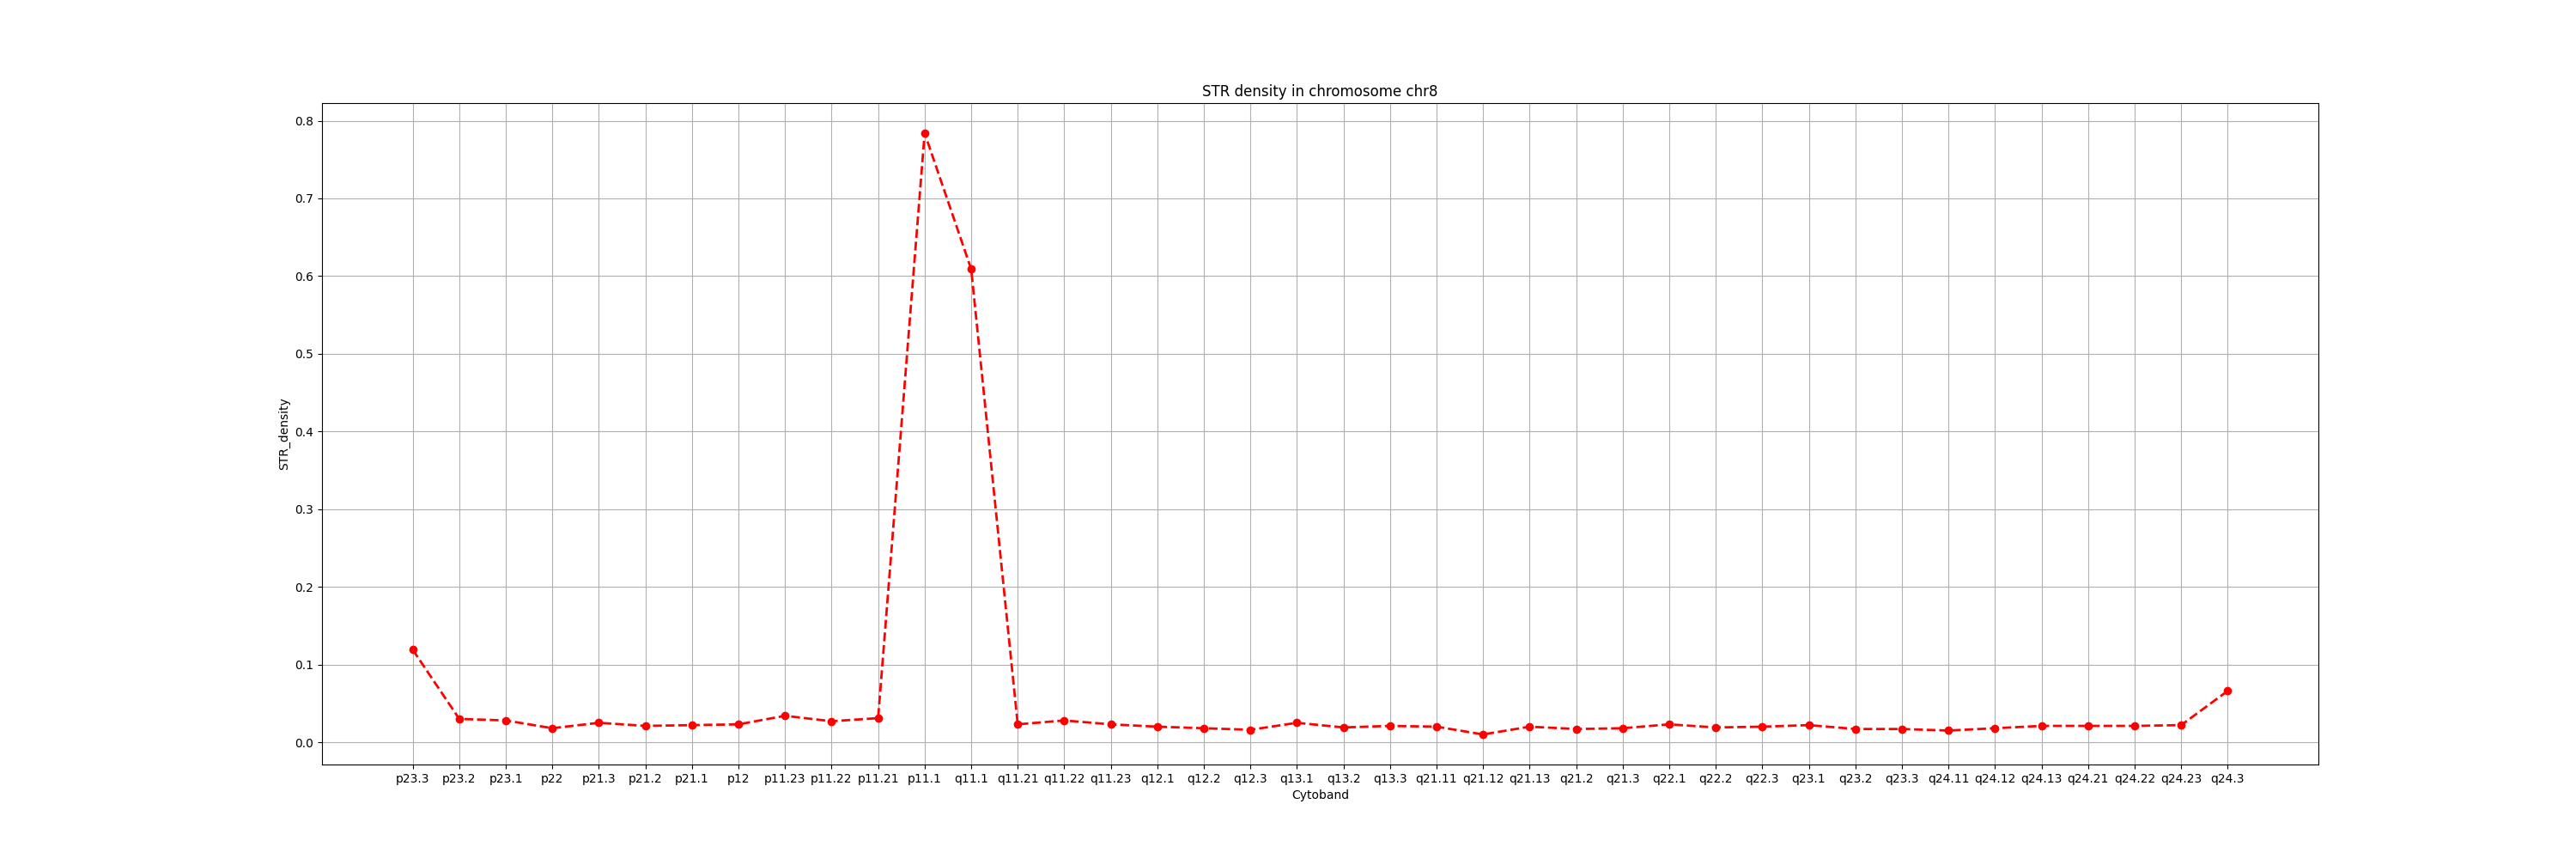 STR density in chromosome chr8
0.8
0.7
0.6
0.5
0.4
0.3
0.2
0.1
0.0
STR_density
p23.3 p23.2 p23.1 p22 p21.3 p21.2 p21.1 p12 p11.23 p11.22 p11.21 p11.1 q11.1 q11.21 q11.22 q11.23 q12.1 q12.2 q12.3 q13.1 q13.2 q13.3 q21.11 q21.12 q21.13 q21.2 q21.3 q22.1 q22.2 q22.3 q23.1 q23.2 q23.3 q24.11 q24.12 q24.13 q24.21 q24.22 q24.23 q24.3
Cytoband